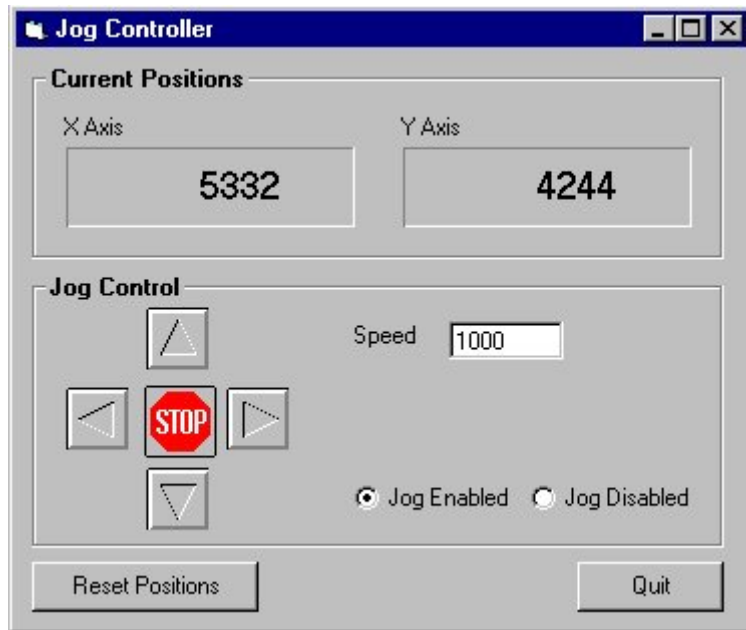 Jog Controller
Current Positions
X Axis
Y Axis
5332
4244
Jog Control
Speed
1000
STOP
Jog Enabled
Jog Disabled
Reset Positions
Quit